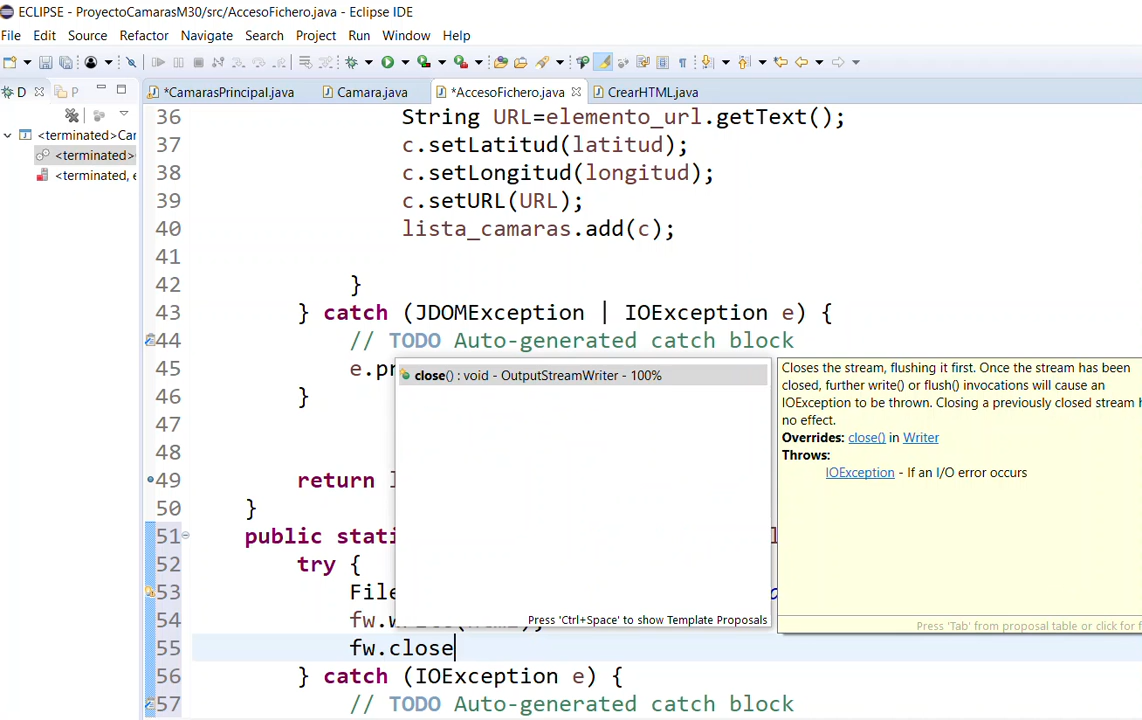 ECLIPSE - ProyectoCamarasM30/src/AccesoFichero.java - Eclipse IDE
File Edit Source Refactor Navigate Search Project Run Window Help
D P *CamarasPrincipal.java Camara.java *AccesoFichero.java CrearHTML.java
<terminated>Car
<terminated>
<terminated, e
36 String URL=elemento_url.getText();
37 c.setLatitud(latitud);
38 c.setLongitud(longitud);
39 c.setURL(URL);
40 lista_camaras.add(c);
41
42 }
43 } catch (JDOMException | IOException e) {
44 // TODO Auto-generated catch block
45 e.pr
46 }
47
48
49 return
50 }
51 public stati
52 try {
53 File
54 fw.
55 fw.close
56 } catch (IOException e) {
57 // TODO Auto-generated catch block
close() : void - OutputStreamWriter - 100%
Press 'Ctrl+Space' to show Template Proposals
Closes the stream, flushing it first. Once the stream has been
closed, further write() or flush() invocations will cause an
IOException to be thrown. Closing a previously closed stream h
no effect.
Overrides: close() in Writer
Throws:
IOException - If an I/O error occurs
Press 'Tab' from proposal table or click for f